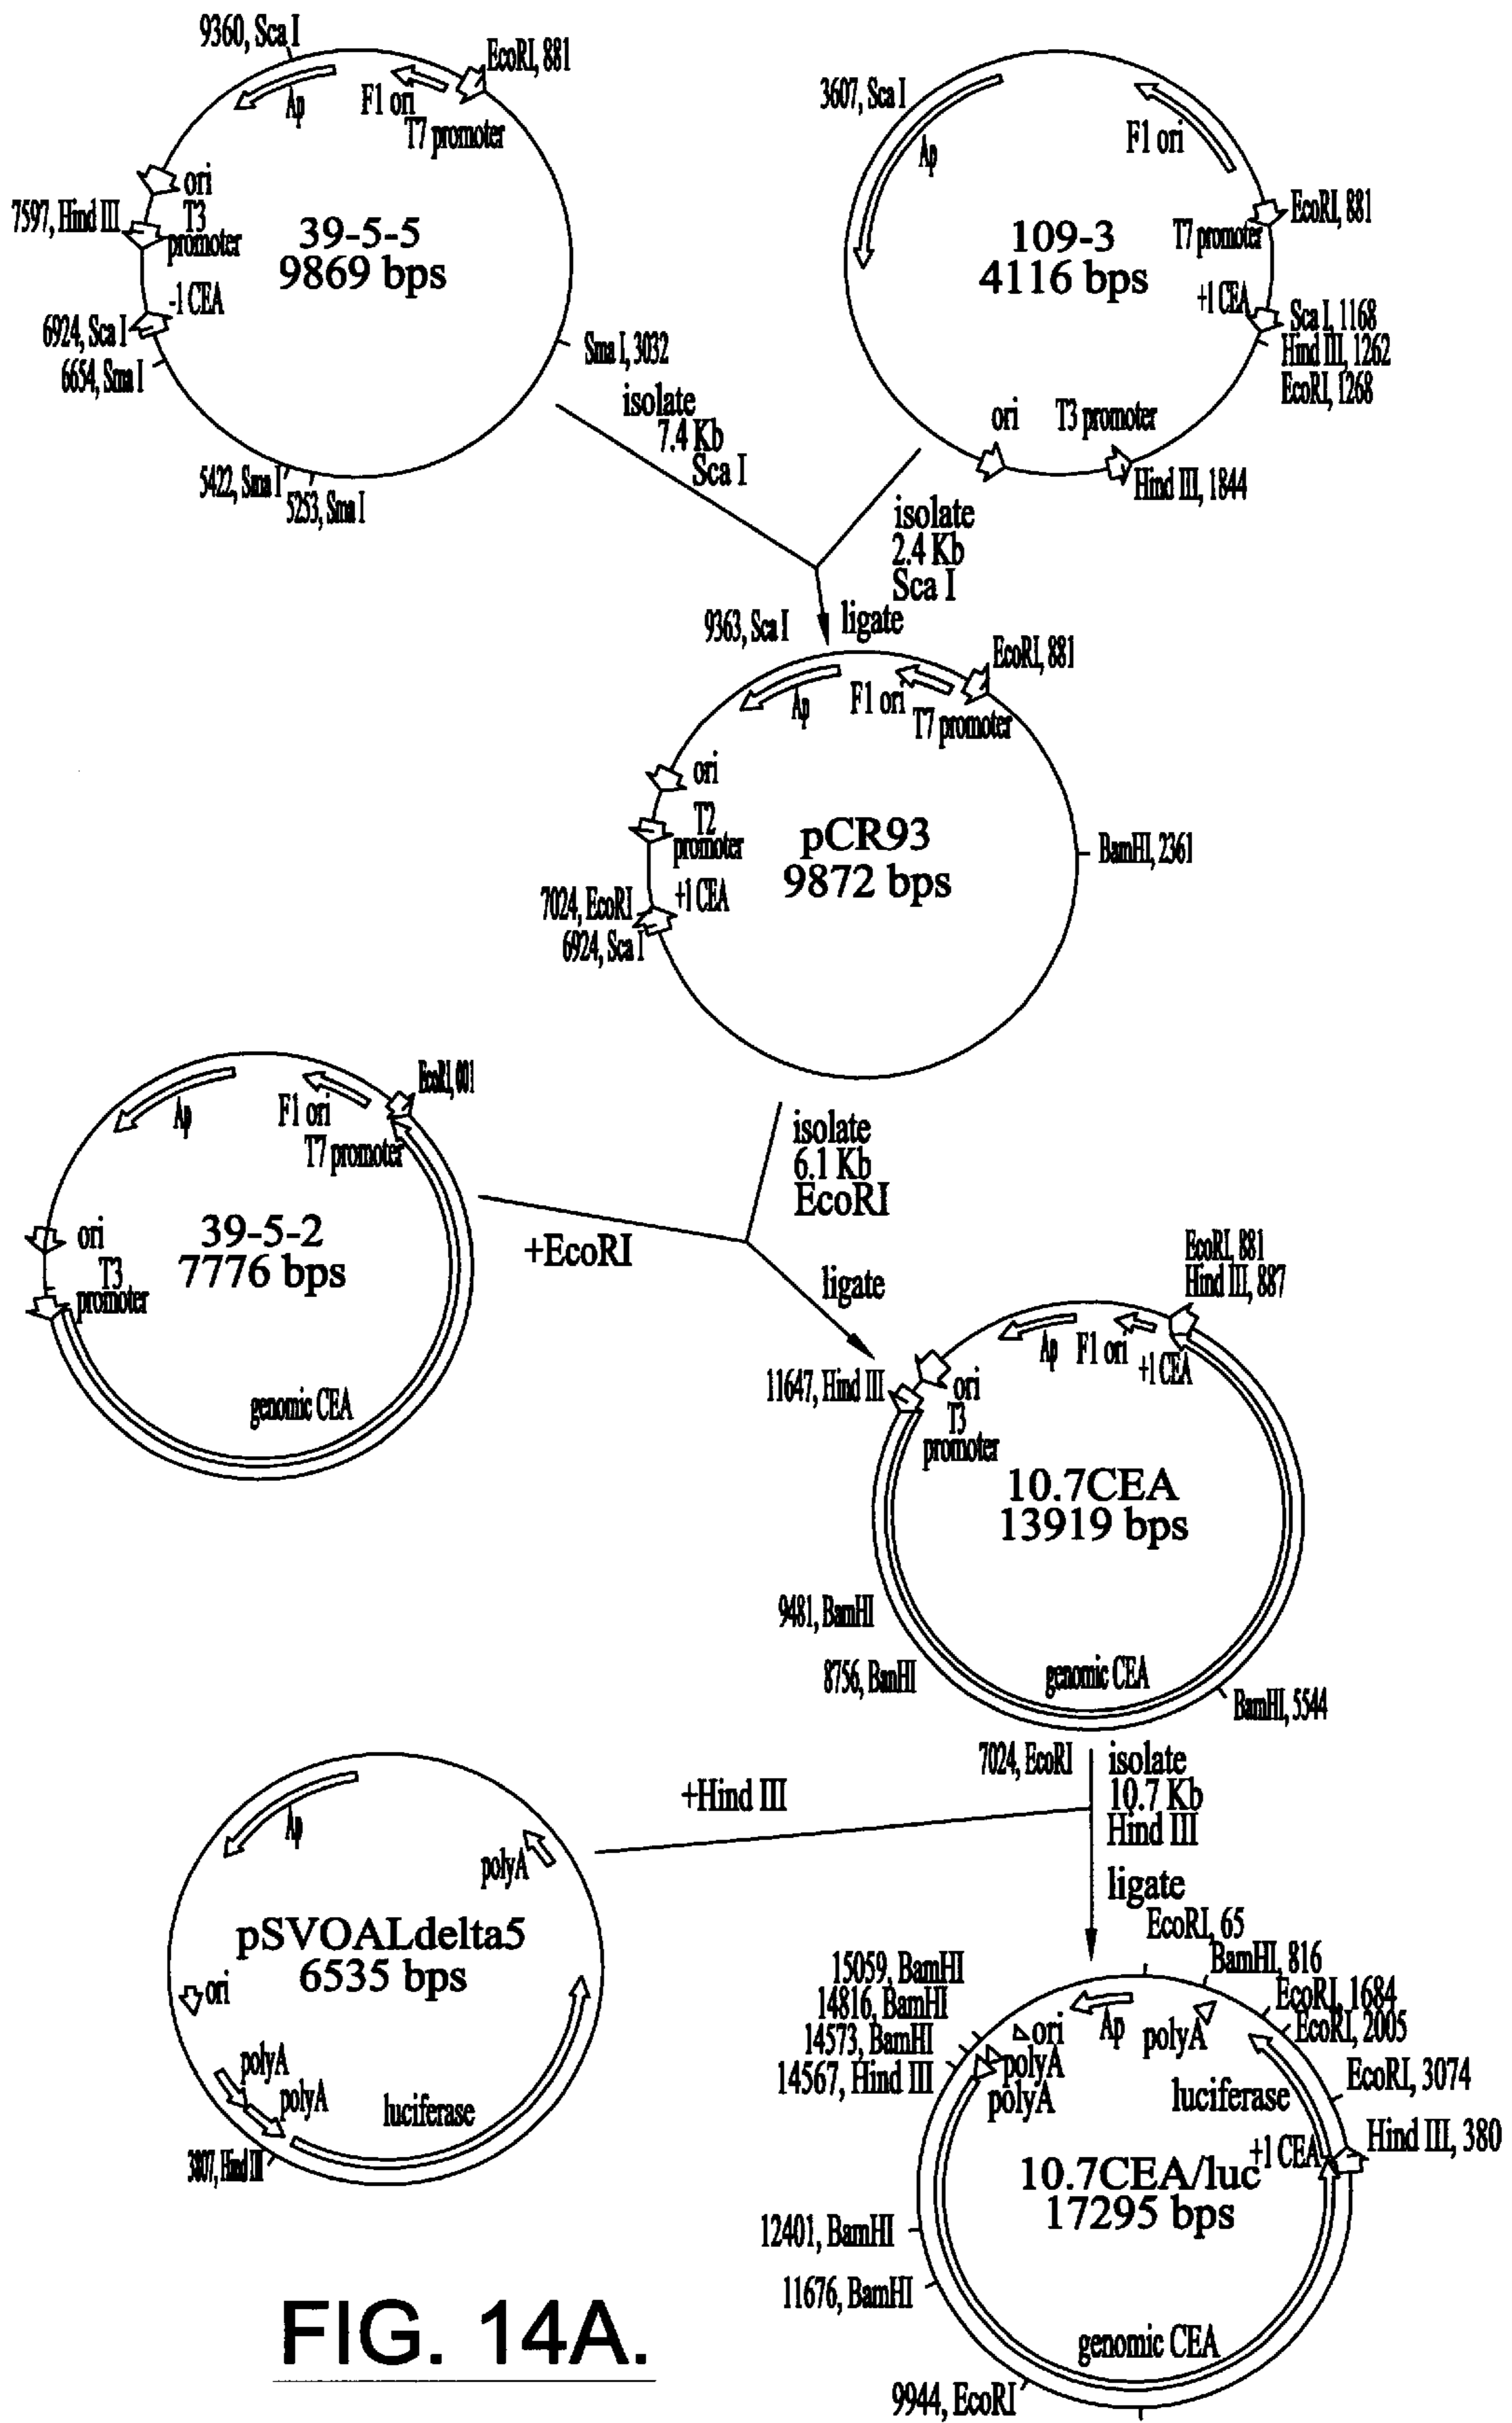 9360, Sca I
EcoRI, 881
Ap
F1 ori
T7 promoter
ori
7597, Hind III
T3
promoter
39-5-5
9869 bps
-1 CEA
6924, Sca I
6654, Sma I
Sma I, 3032
5422, Sma I
5253, Sma I
3607, Sca I
Ap
F1 ori
EcoRI, 881
T7 promoter
109-3
4116 bps
+1 CEA
Sca I, 1168
Hind III, 1262
EcoRI, 1268
ori
T3 promoter
Hind III, 1844
isolate
7.4 Kb
Sca I
isolate
2.4 Kb
Sca I
ligate
9363, Sca I
EcoRI, 881
Ap
F1 ori
T7 promoter
ori
T2
promoter
pCR93
9872 bps
BamHI, 2361
7024, EcoRI
+1 CEA
6924, Sca I
Ap
F1 ori
T7 promoter
ori
T3
promoter
39-5-2
7776 bps
genomic CEA
isolate
6.1 Kb
EcoRI
+EcoRI
ligate
EcoRI, 881
Hind III, 887
Ap
F1 ori
+1 CEA
11647, Hind III
ori
T3
promoter
10.7CEA
13919 bps
9481, BamHI
8756, BamHI
genomic CEA
BamHI, 5544
7024, EcoRI
isolate
10.7 Kb
Hind III
+Hind III
ligate
Ap
polyA
pSVOALdelta5
6535 bps
ori
polyA
polyA
luciferase
3807, Hind III
EcoRI, 65
BamHI, 816
EcoRI, 1684
EcoRI, 2005
EcoRI, 3074
Hind III, 380
15059, BamHI
14816, BamHI
14573, BamHI
14567, Hind III
ori
Ap
polyA
polyA
polyA
luciferase
+1 CEA
10.7CEA/luc
17295 bps
12401, BamHI
11676, BamHI
genomic CEA
9944, EcoRI
FIG. 14A.